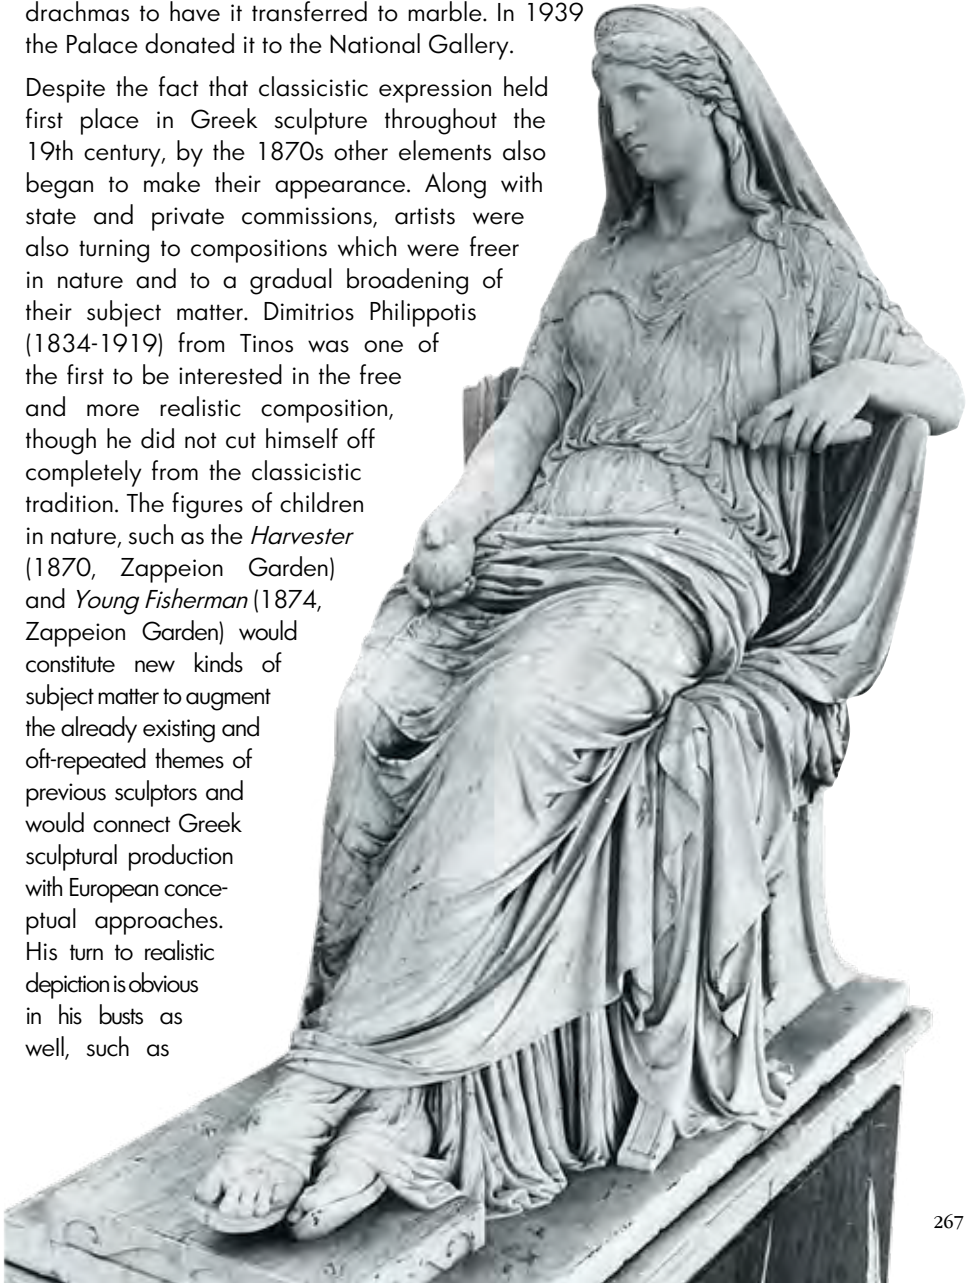 drachmas to have it transferred to marble. In 1939
the Palace donated it to the National Gallery.
Despite the fact that classicistic expression held
first place in Greek sculpture throughout the
19th century, by the 1870s other elements also
began to make their appearance. Along with
state and private commissions, artists were
also turning to compositions which were freer
in nature and to a gradual broadening of
their subject matter. Dimitrios Philippotis
(1834-1919) from Tinos was one of
the first to be interested in the free
and more realistic composition,
though he did not cut himself off
completely from the classicistic
tradition. The figures of children
in nature, such as the Harvester
(1870, Zappeion Garden)
and Young Fisherman (1874,
Zappeion Garden) would
constitute new kinds of
subject matter to augment
the already existing and
oft-repeated themes of
previous sculptors and
would connect Greek
sculptural production
with European conce-
ptual approaches.
His turn to realistic
depiction is obvious
in his busts as
well, such as
267